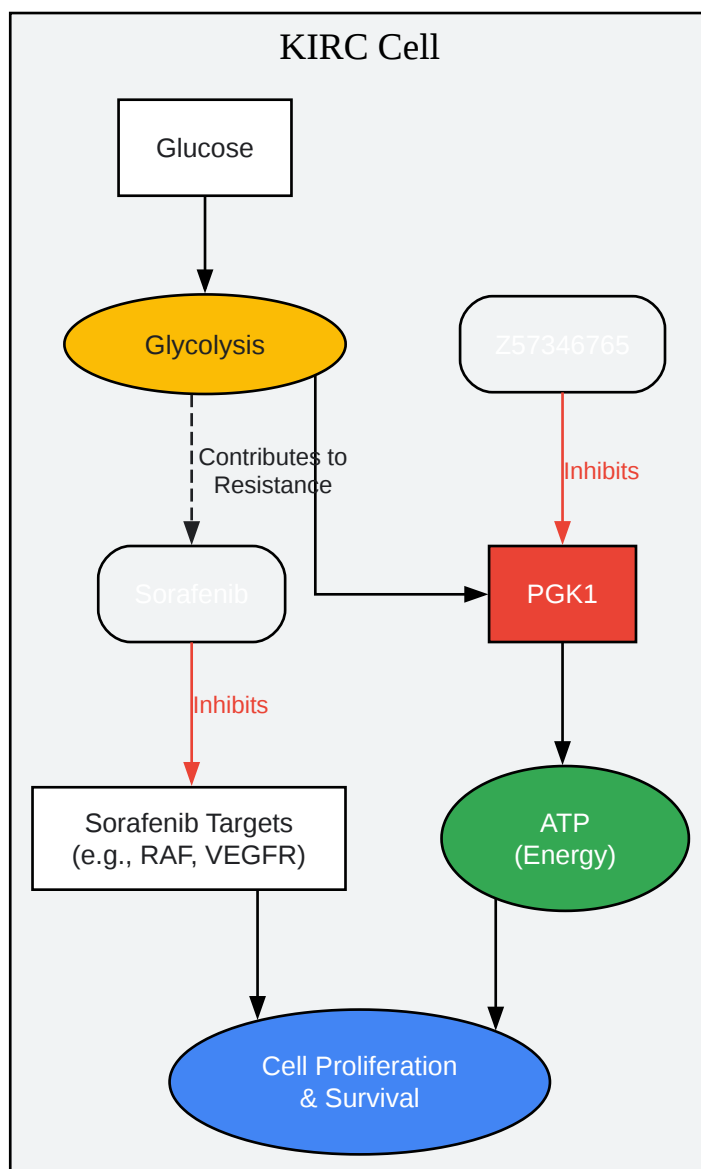 KIRC Cell
Glucose
Glycolysis
Z57346765
Contributes to
Resistance
Inhibits
Sorafenib
PGK1
Inhibits
Sorafenib Targets
(e.g., RAF, VEGFR)
ATP
(Energy)
Cell Proliferation
& Survival